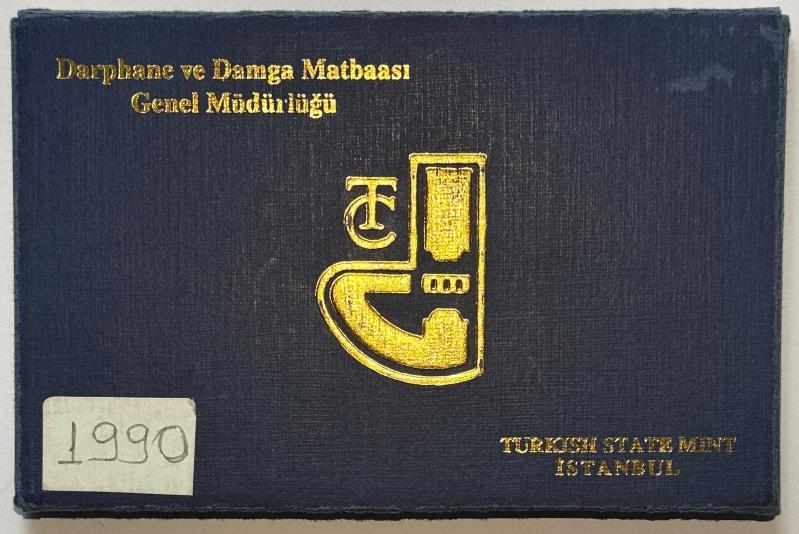 Darphane ve Damga Matbaası
Genel Müdürlüğü
TC
TURKISH STATE MINT
İSTANBUL
1990